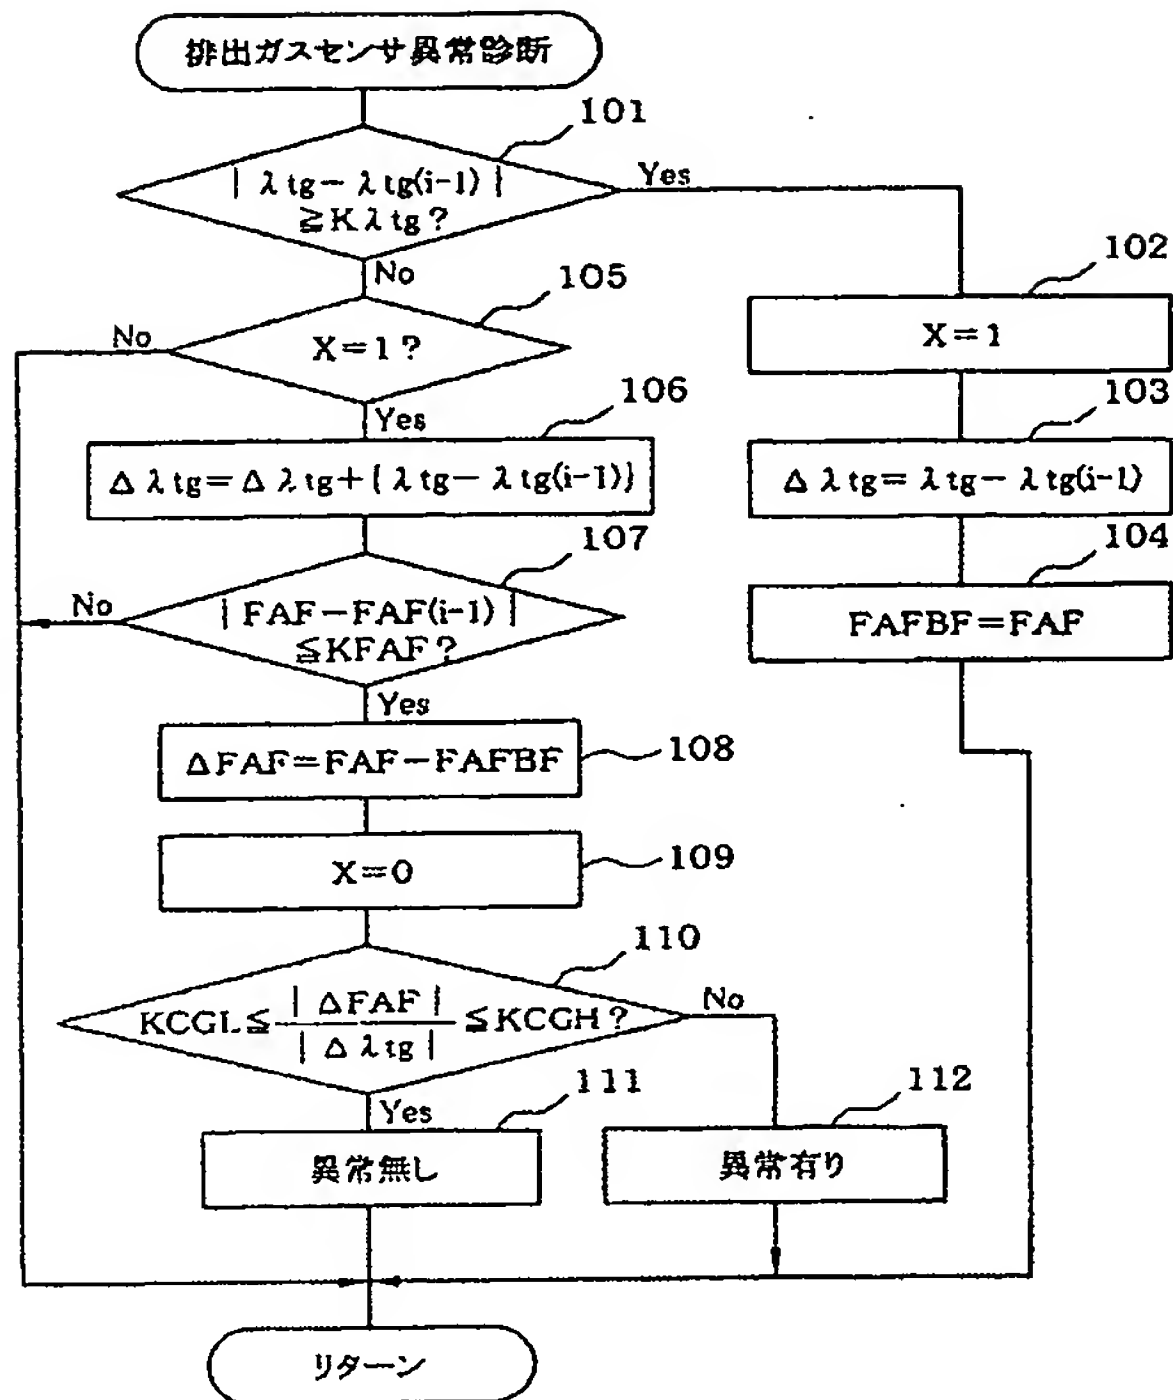 排出ガスセンサ異常診断
101
| λtg－λtg(i-1) |
≧Kλtg?
Yes
No
102
X＝1
105
No
X＝1?
Yes
103
Δλtg＝λtg－λtg(i-1)
106
Δλtg＝Δλtg＋{λtg－λtg(i-1)}
104
FAFBF＝FAF
107
No
| FAF－FAF(i-1) |
≦KFAF?
Yes
ΔFAF＝FAF－FAFBF
108
X＝0
109
110
KCGL≦| ΔFAF |≦KCGH?
| Δλtg |
No
Yes
111
異常無し
112
異常有り
リターン